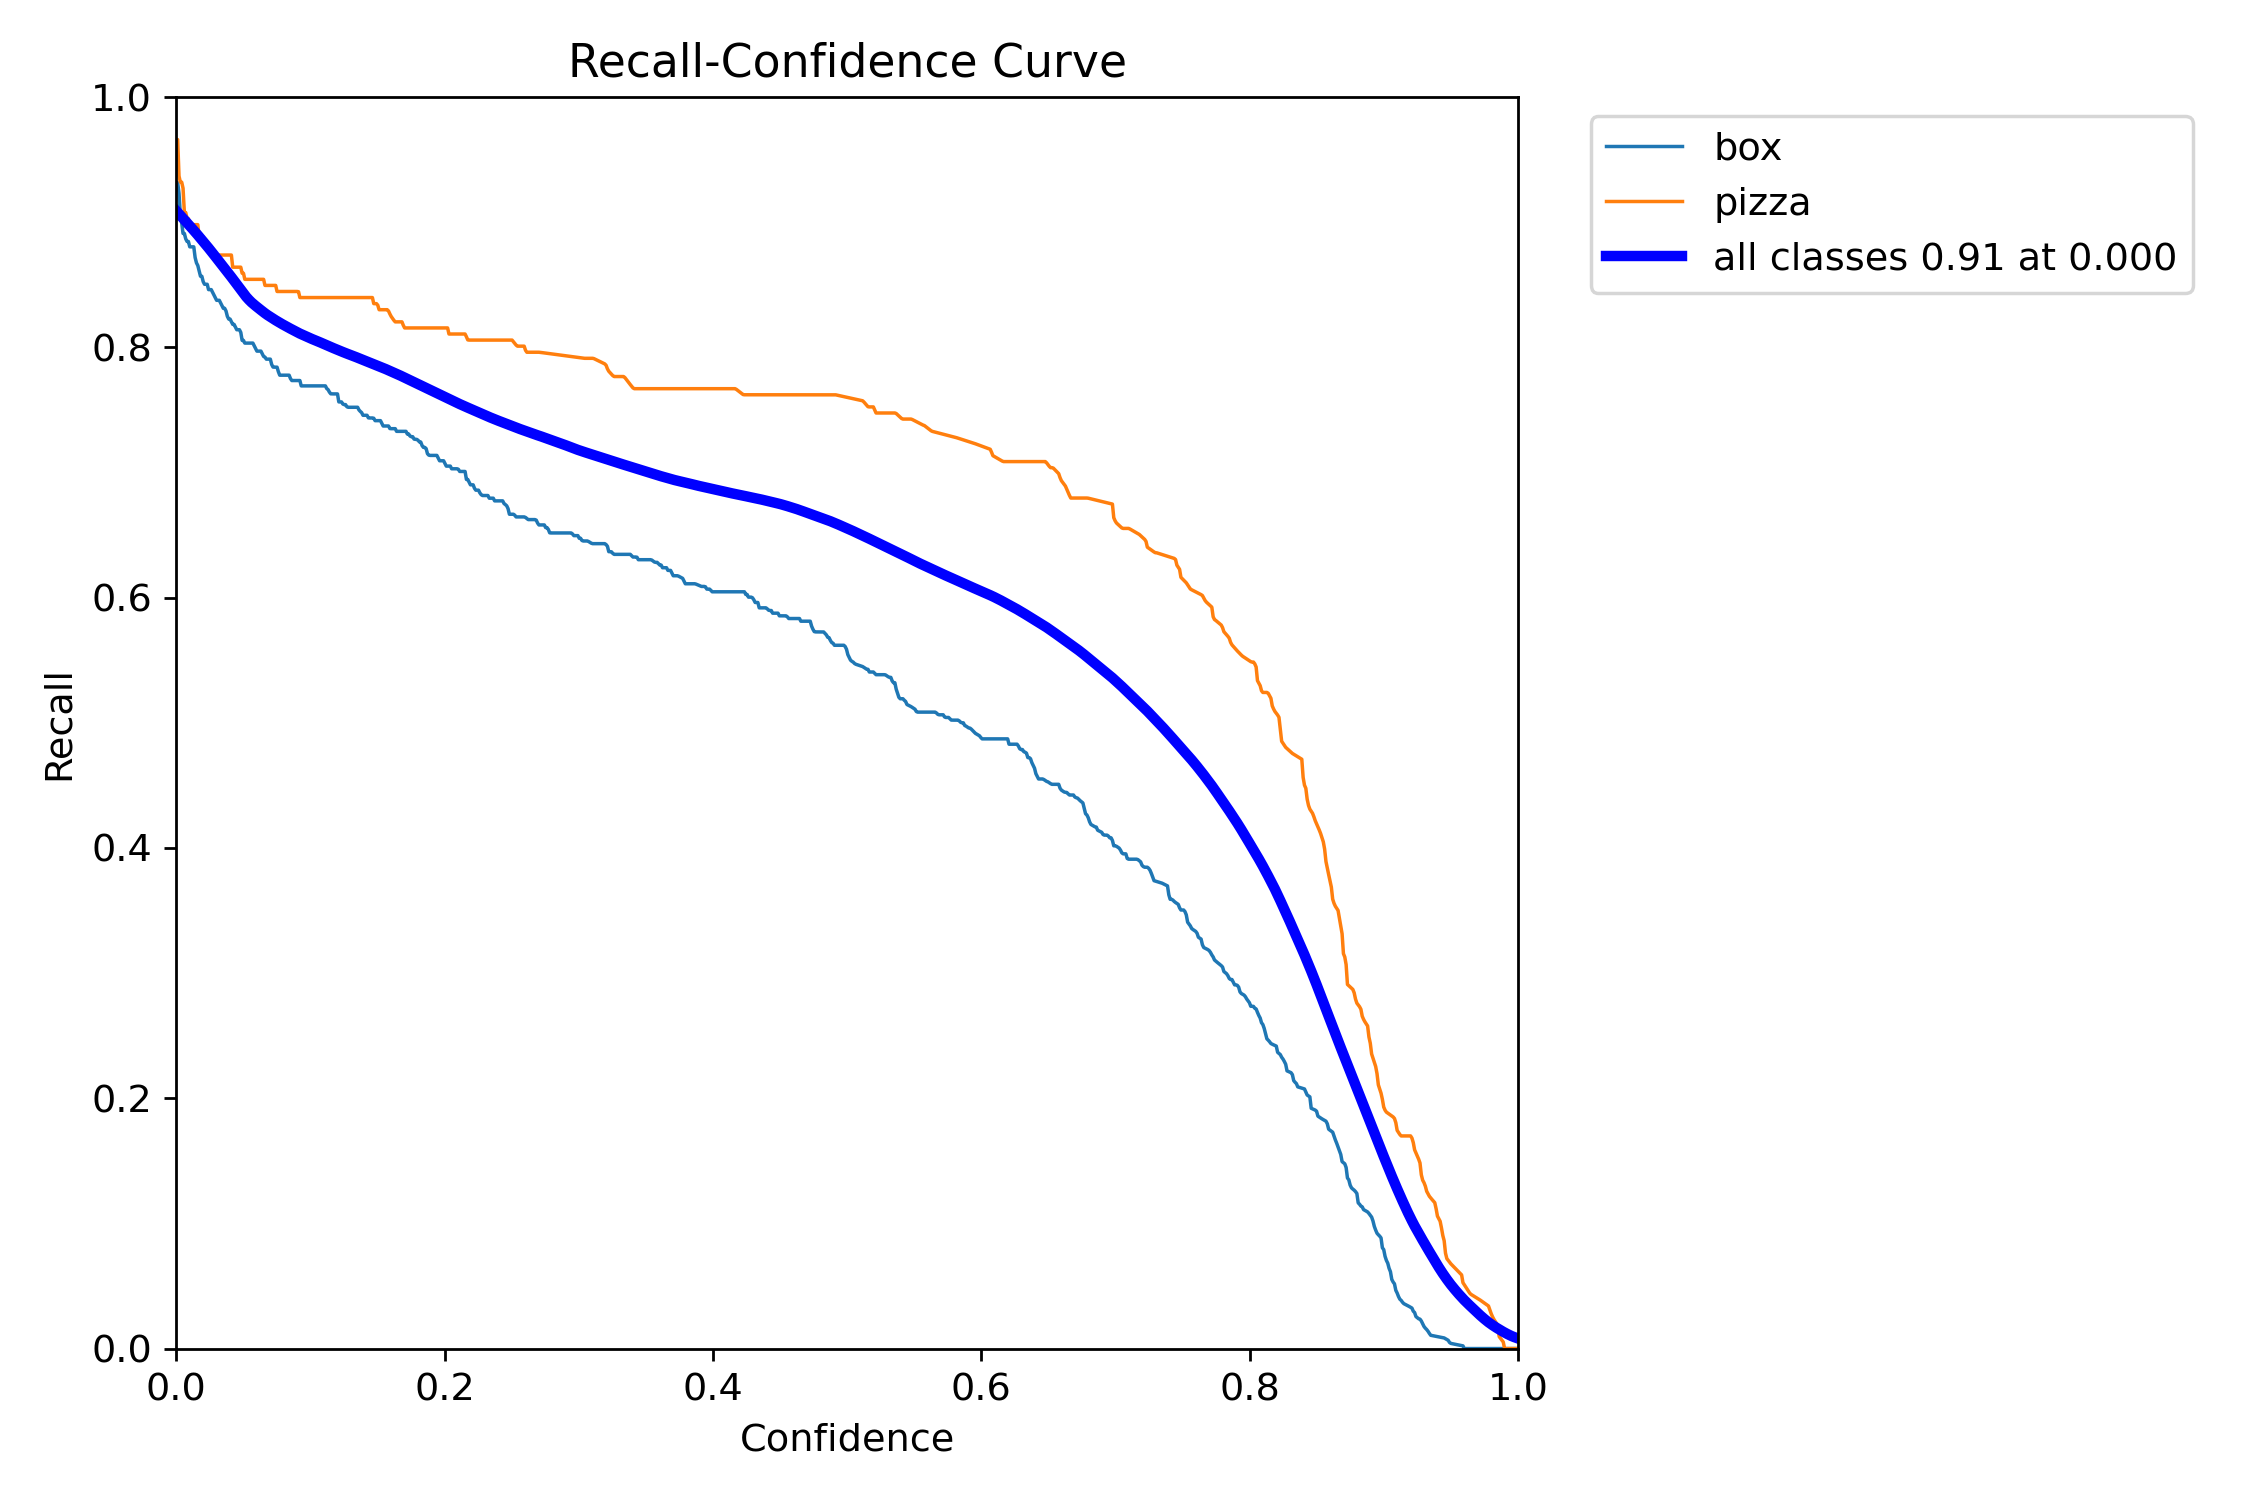 Recall-Confidence Curve
1.0
0.8
0.6
0.4
0.2
0.0
Recall
0.0 0.2 0.4 0.6 0.8 1.0
Confidence
box
pizza
all classes 0.91 at 0.000